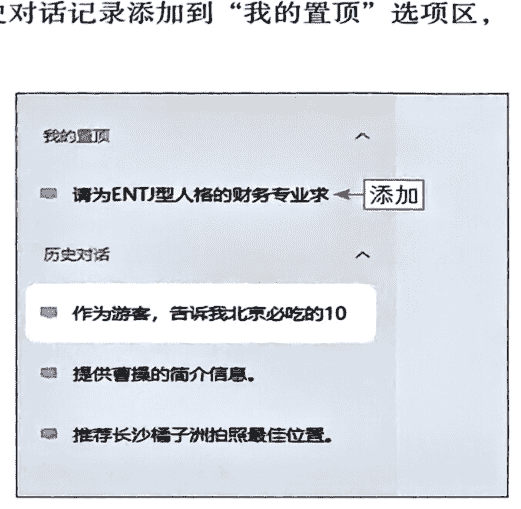 史对话记录添加到“我的置顶”选项区，
我的置顶
请为ENTJ型人格的财务专业求
添加
历史对话
作为游客，告诉我北京必吃的10
提供曹操的简介信息。
推荐长沙橘子洲拍照最佳位置。